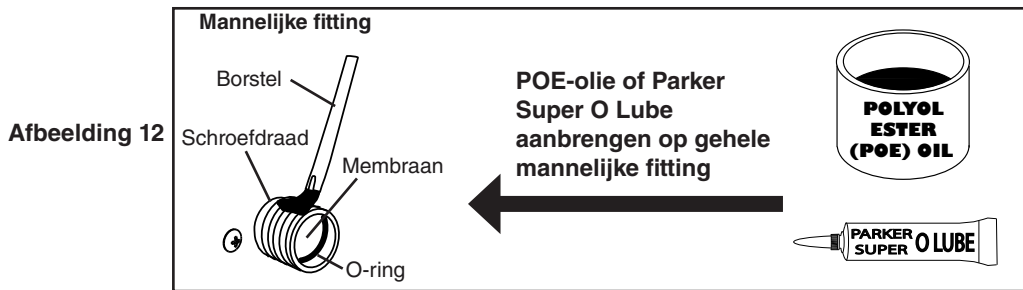 Afbeelding 12
Mannelijke fitting
Borstel
Schroefdraad
Membraan
O-ring
POE-olie of Parker
Super O Lube
aanbrengen op gehele
mannelijke fitting
POLYOL
ESTER
(POE) OIL
PARKER
SUPER O LUBE